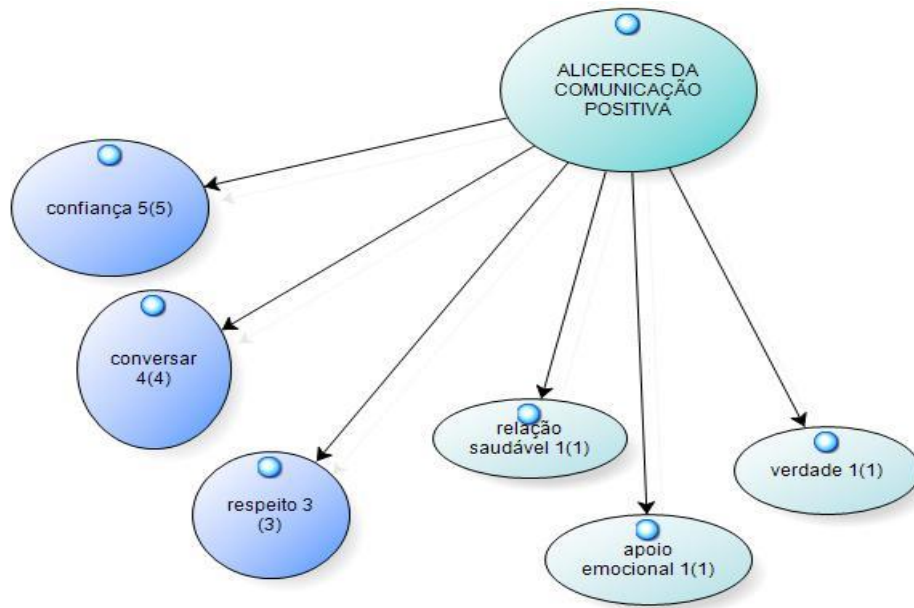 ALICERCES DA
COMUNICAÇÃO
POSITIVA
confiança 5(5)
conversar
4(4)
respeito 3
(3)
relação
saudável 1(1)
apoio
emocional 1(1)
verdade 1(1)